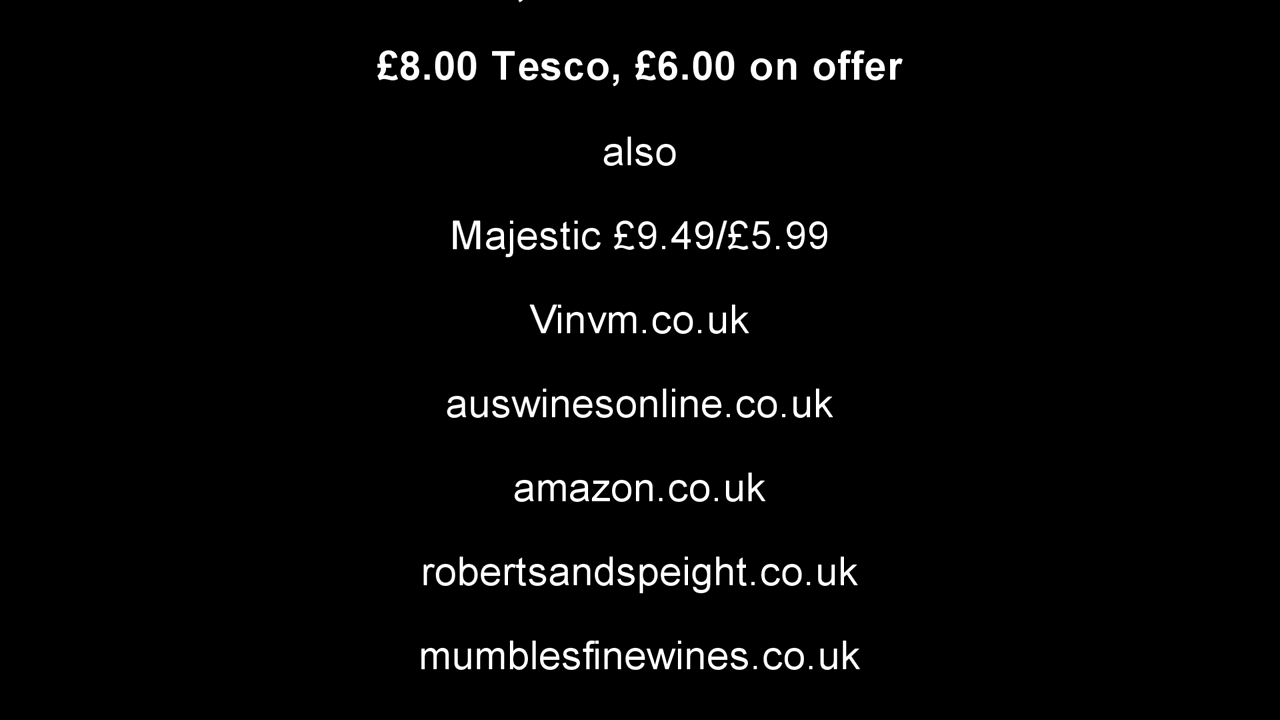 £8.00 Tesco, £6.00 on offer
also
Majestic £9.49/£5.99
Vinvm.co.uk
auswinesonline.co.uk
amazon.co.uk
robertsandspeight.co.uk
mumblesfinewines.co.uk